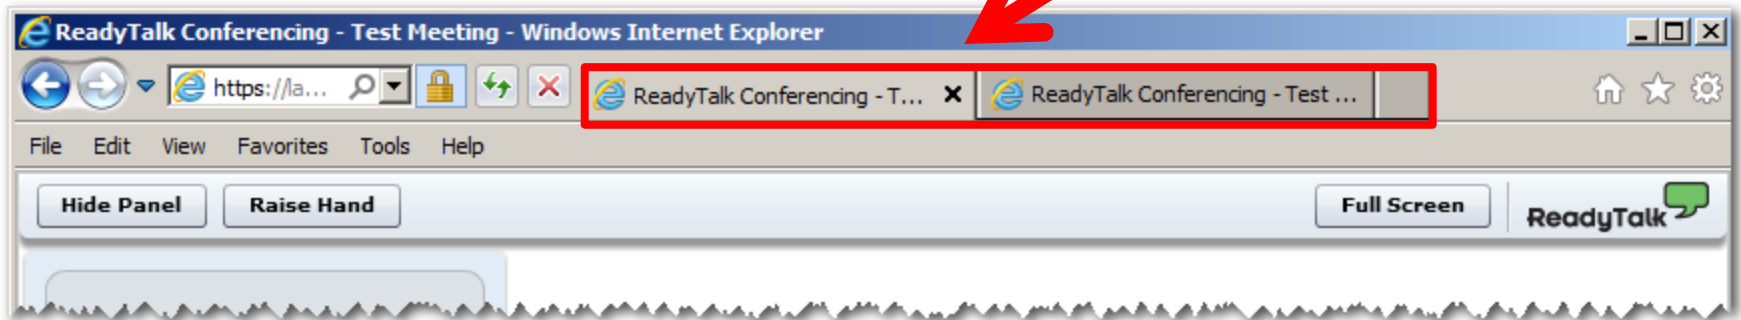 ReadyTalk Conferencing - Test Meeting - Windows Internet Explorer
https://la...
ReadyTalk Conferencing - T...
ReadyTalk Conferencing - Test ...
File Edit View Favorites Tools Help
Hide Panel Raise Hand Full Screen ReadyTalk